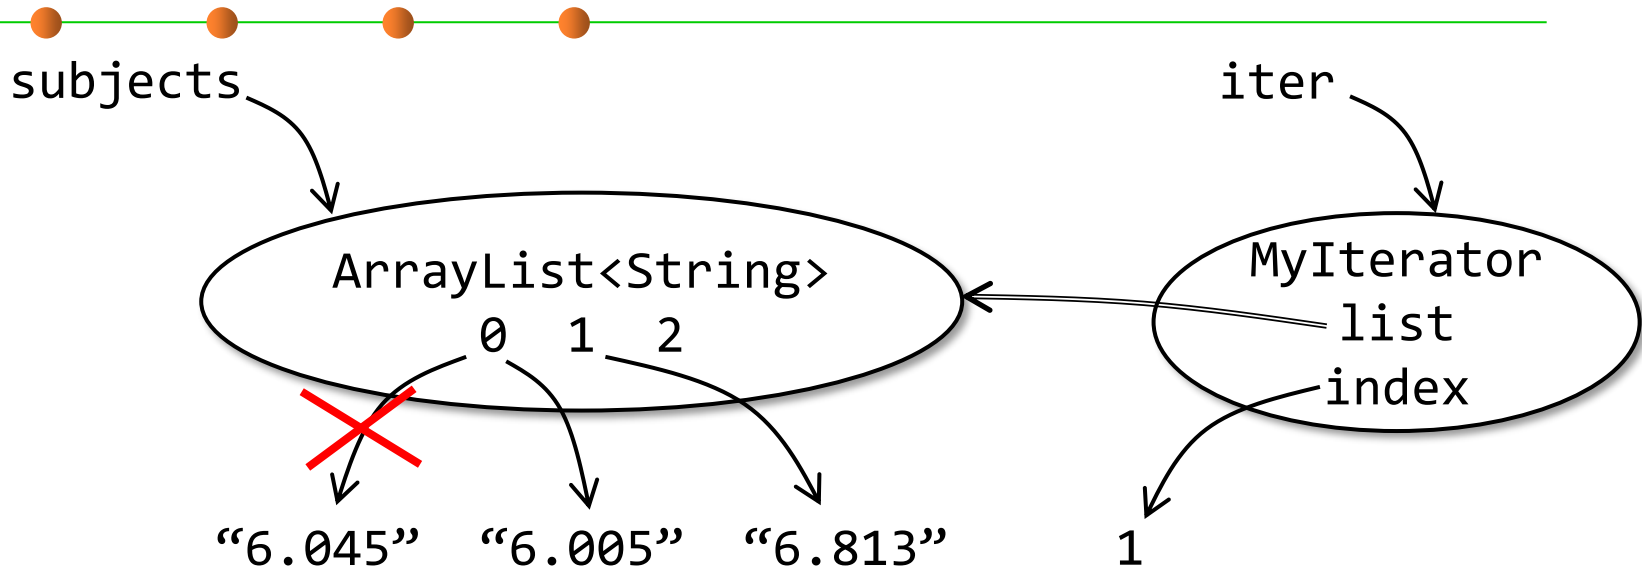 subjects iter
ArrayList<String> MyIterator
0 1 2 list
index
“6.045” “6.005” “6.813” 1